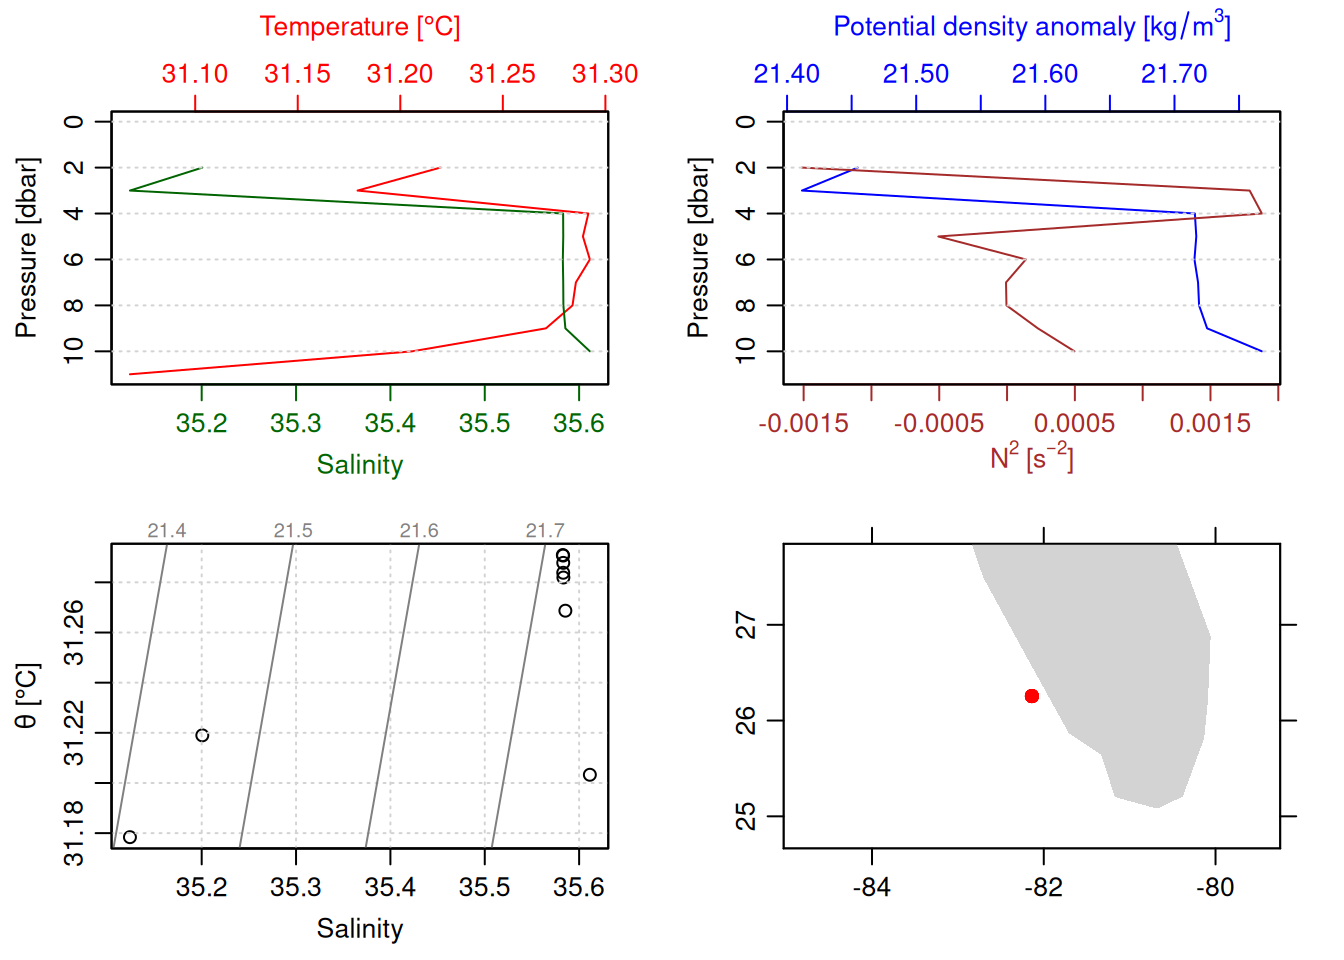 Temperature [°C]
31.10 31.15 31.20 31.25 31.30
Pressure [dbar]
0
2
4
6
8
10
35.2 35.3 35.4 35.5 35.6
Salinity
Potential density anomaly [kg/m³]
21.40 21.50 21.60 21.70
Pressure [dbar]
0
2
4
6
8
10
-0.0015 -0.0005 0.0005 0.0015
N² [s⁻²]
21.4 21.5 21.6 21.7
θ [°C]
31.26
31.22
31.18
35.2 35.3 35.4 35.5 35.6
Salinity
27
26
25
-84 -82 -80